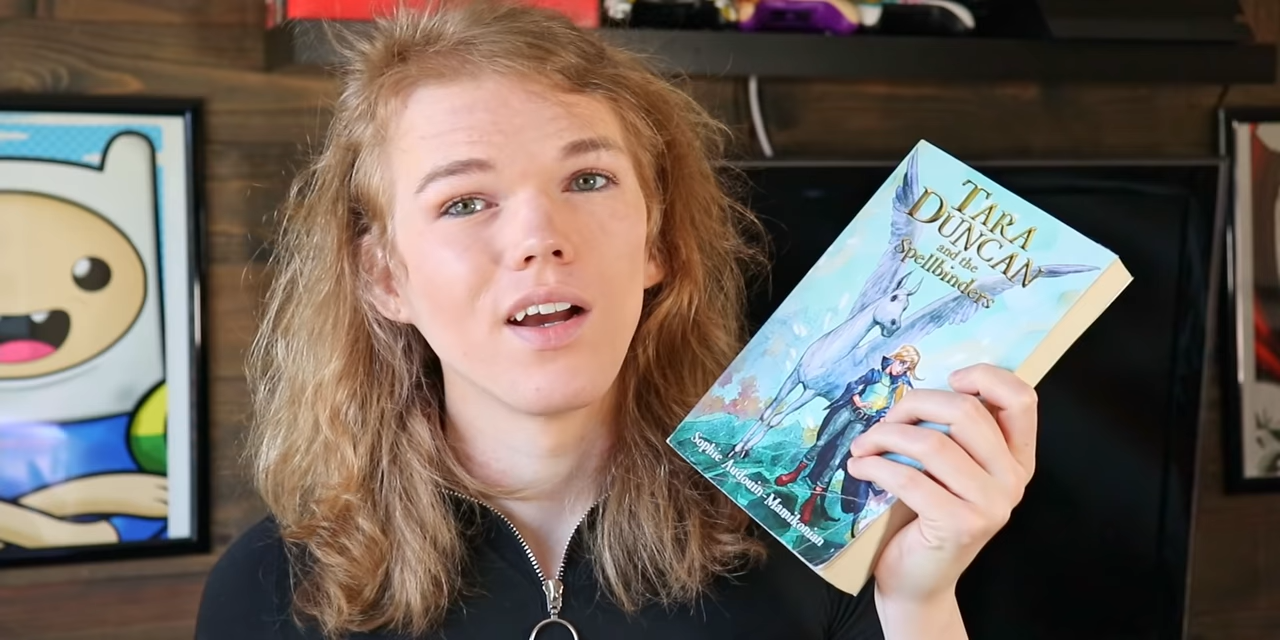 TARA
DUNCAN
and the
Spellbinders
Sophie Audouin-Mamikonian